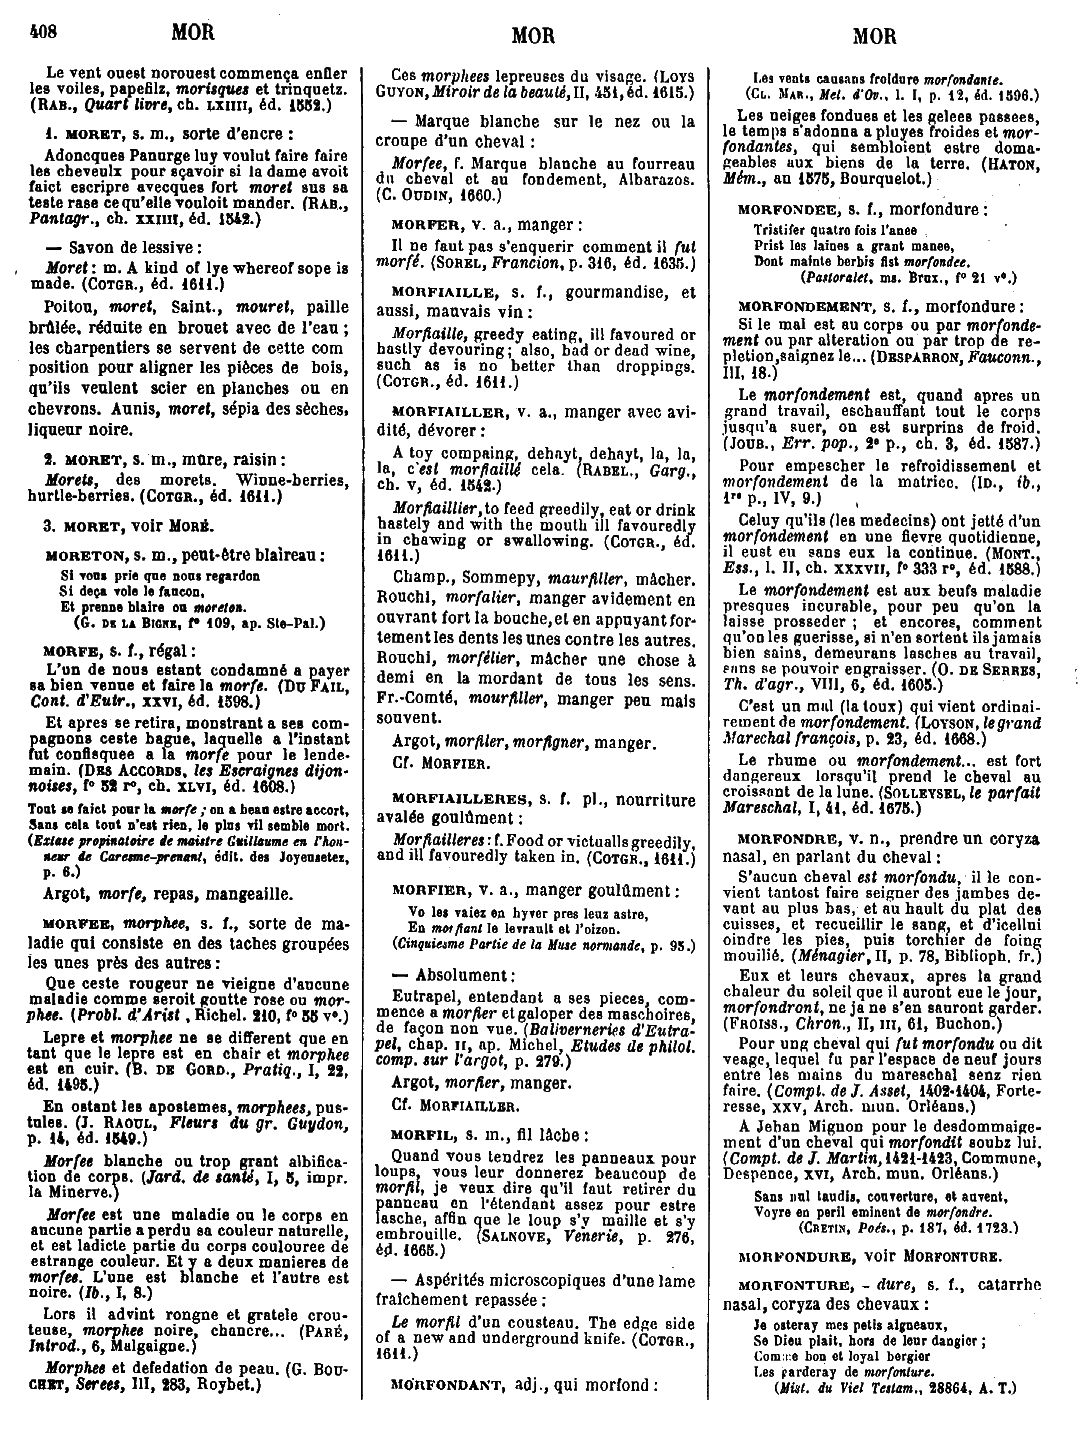 408 MOR MOR MOR
Le vent ouest norouest commença enfler
les voiles, papefilz, morisques et trinquetz.
(RAB., Quart livre, ch. LXIIII, éd. 1552.)
1. MORET, s. m., sorte d'encre :
Adoncques Panurge luy voulut faire faire
les cheveulx pour sçavoir si la dame avoit
faict escripre avecques fort moret sus sa
teste rase ce qu'elle vouloit mander. (RAB.,
Pantagr., ch. XXIIII, éd. 1542.)
— Savon de lessive :
Moret : m. A kind of lye whereof sope is
made. (COTGR., éd. 1611.)
Poitou, moret, Saint., mouret, paille
brûlée, réduite en brouet avec de l'eau ;
les charpentiers se servent de cette com
position pour aligner les pièces de bois,
qu'ils veulent scier en planches ou en
chevrons. Aunis, moret, sépia des sèches,
liqueur noire.
2. MORET, s. m., mûre, raisin :
Morets, des morets. Winne-berries,
hurtle-berries. (COTGR., éd. 1611.)
3. MORET, voir MORÉ.
MORETON, s. m., peut-être blaireau :
Si vous prie que nous regardon
Si deça vole le faucon,
Et prenne blaire ou moreton.
(G. DE LA BIGNE, f° 109, ap. Ste-Pal.)
MORFE, s. f., régal :
L'un de nous estant condamné a payer
sa bien venue et faire la morfe. (DU FAIL,
Cont. d'Eutr., XXVI, éd. 1598.)
Et apres se retira, monstrant a ses com-
pagnons ceste bague, laquelle a l'instant
fut confisquee a la morfe pour le lende-
main. (DES ACCORDS, les Escraignes dijon-
noises, f° 52 r°, ch. XLVI, éd. 1608.)
Tout se faict pour la morfe ; on a beau estre accort,
Sans cela tout n'est rien, le plus vil semble mort.
(Extase propinatoire de maistre Guillaume en l'hon-
neur de Caresme-prenant, édit. des Joyeusetez,
p. 6.)
Argot, morfe, repas, mangeaille.
MORFEE, morphee, s. f., sorte de ma-
ladie qui consiste en des taches groupées
les unes près des autres :
Que ceste rougeur ne vieigne d'aucune
maladie comme seroit goutte rose ou mor-
phee. (Probl. d'Arist , Richel. 210, f° 55 v°.)
Lepre et morphee ne se different que en
tant que le lepre est en chair et morphee
est en cuir. (B. DE GORD., Pratiq., I, 22,
éd. 1495.)
En ostant les apostemes, morphees, pus-
tules. (J. RAOUL, Fleurs du gr. Guydon,
p. 14, éd. 1549.)
Morfee blanche ou trop grant albifica-
tion de corps. (Jard. de santé, I, 5, impr.
la Minerve.)
Morfee est une maladie ou le corps en
aucune partie a perdu sa couleur naturelle,
et est ladicte partie du corps coulouree de
estrange couleur. Et y a deux manieres de
morfee. L'une est blanche et l'autre est
noire. (Ib., I, 8.)
Lors il advint rongne et gratele crou-
teuse, morphee noire, chancre... (PARÉ,
Introd., 6, Malgaigne.)
Morphee et defedation de peau. (G. BOU-
CHET, Serees, III, 283, Roybet.)
Ces morphees lepreuses du visage. (LOYS
GUYON, Miroir de la beaulé, II, 451, éd. 1615.)
— Marque blanche sur le nez ou la
croupe d'un cheval :
Morfee, f. Marque blanche au fourreau
du cheval et au fondement, Albarazos.
(C. OUDIN, 1660.)
MORFER, v. a., manger :
Il ne faut pas s'enquerir comment il fut
morfé. (SOREL, Francion, p. 316, éd. 1635.)
MORFIAILLE, s. f., gourmandise, et
aussi, mauvais vin :
Morfiaille, greedy eating, ill favoured or
hastly devouring ; also, bad or dead wine,
such as is no better than droppings.
(COTGR., éd. 1611.)
MORFIAILLER, v. a., manger avec avi-
dité, dévorer :
A toy compaing, dehayt, dehayt, la, la,
la, c'est morfiaillé cela. (RABEL., Garg.,
ch. V, éd. 1542.)
Morfiaillier, to feed greedily, eat or drink
hastely and with the mouth ill favouredly
in chawing or swallowing. (COTGR., éd.
1611.)
Champ., Sommepy, maurfiller, mâcher.
Rouchi, morfalier, manger avidement en
ouvrant fort la bouche, et en appuyant for-
tement les dents les unes contre les autres.
Rouchi, morfélier, mâcher une chose à
demi en la mordant de tous les sens.
Fr.-Comté, mourfiller, manger peu mais
souvent.
Argot, morfiler, morfigner, manger.
Cf. MORFIER.
MORFIAILLERES, s. f. pl., nourriture
avalée goulûment :
Morfiailleres : f. Food or victualls greedily,
and ill favouredly taken in. (COTGR., 1611.)
MORFIER, v. a., manger goulûment :
Vo les vaiez en hyver pres leuz astre,
En morfiant le levrault et l'oizon.
(Cinquiesme Partie de la Muse normande, p. 95.)
— Absolument :
Eutrapel, entendant a ses pieces, com-
mence a morfier et galoper des maschoires,
de façon non vue. (Baliverneries d'Eutra-
pel, chap. II, ap. Michel, Etudes de philol.
comp. sur l'argot, p. 279.)
Argot, morfier, manger.
Cf. MORFIAILLER.
MORFIL, s. m., fil lâche :
Quand vous tendrez les panneaux pour
loups, vous leur donnerez beaucoup de
morfil, je veux dire qu'il faut retirer du
panneau en l'étendant assez pour estre
lasche, affin que le loup s'y maille et s'y
embrouille. (SALNOVE, Venerie, p. 276,
éd. 1665.)
— Aspérités microscopiques d'une lame
fraîchement repassée :
Le morfil d'un cousteau. The edge side
of a new and underground knife. (COTGR.,
1611.)
MORFONDANT, adj., qui morfond :
Les vents causans froidure morfondante.
(CL. MAR., Met. d'Ov., l. I, p. 12, éd. 1596.)
Les neiges fondues et les gelees passees,
le temps s'adonna a pluyes froides et mor-
fondantes, qui sembloient estre doma-
geables aux biens de la terre. (HATON,
Mém., an 1575, Bourquelot.)
MORFONDEE, s. f., morfondure :
Tristifer quatro fois l'anee
Prist les laines a grant manee,
Dont mainte berbis fist morfondee.
(Pastoralet, ms. Brux., f° 21 v°.)
MORFONDEMENT, s. f., morfondure :
Si le mal est au corps ou par morfonde-
ment ou par alteration ou par trop de re-
pletion, saignez le... (DESPARRON, Fauconn.,
III, 18.)
Le morfondement est, quand apres un
grand travail, eschauffant tout le corps
jusqu'a suer, on est surprins de froid.
(JOUB., Err. pop., 2e p., ch. 3, éd. 1587.)
Pour empescher le refroidissement et
morfondement de la matrice. (ID., ib.,
1re p., IV, 9.)
Celuy qu'ils (les medecins) ont jetté d'un
morfondement en une fievre quotidienne,
il eust eu sans eux la continue. (MONT.,
Ess., l. II, ch. XXXVII, f° 333 r°, éd. 1588.)
Le morfondement est aux beufs maladie
presques incurable, pour peu qu'on la
laisse prosseder ; et encores, comment
qu'on les guerisse, si n'en sortent ils jamais
bien sains, demeurans lasches au travail,
sans se pouvoir engraisser. (O. DE SERRES,
Th. d'agr., VIII, 6, éd. 1605.)
C'est un mal (la toux) qui vient ordinai-
rement de morfondement. (LOYSON, le grand
Marechal françois, p. 23, éd. 1668.)
Le rhume ou morfondement... est fort
dangereux lorsqu'il prend le cheval au
croissant de la lune. (SOLLEYSEL, le parfait
Mareschal, I, 41, éd. 1675.)
MORFONDRE, v. n., prendre un coryza
nasal, en parlant du cheval :
S'aucun cheval est morfondu, il le con-
vient tantost faire seigner des jambes de-
vant au plus bas, et au hault du plat des
cuisses, et recueillir le sang, et d'icellui
oindre les pies, puis torchier de foing
mouilié. (Ménagier, II, p. 78, Biblioph. fr.)
Eux et leurs chevaux, apres la grand
chaleur du soleil que il auront eue le jour,
morfondront, ne ja ne s'en sauront garder.
(FROISS., Chron., II, III, 61, Buchon.)
Pour ung cheval qui fut morfondu ou dit
veage, lequel fu par l'espace de neuf jours
entre les mains du mareschal senz rien
faire. (Compt. de J. Asset, 1402-1404, Forte-
resse, XXV, Arch. mun. Orléans.)
A Jehan Mignon pour le desdommaige-
ment d'un cheval qui morfondit soubz lui.
(Compt. de J. Martin, 1421-1423, Commune,
Despence, XVI, Arch. mun. Orléans.)
Sans nul taudis, couverture, et auvent,
Voyre en peril eminent de morfondre.
(CRETIN, Poés., p. 187, éd. 1723.)
MORFONDURE, voir MORFONTURE.
MORFONTURE, - dure, s. f., catarrhe
nasal, coryza des chevaux :
Je osteray mes petis aigneaux,
Se Dieu plait, hors de leur dangier ;
Comme bon et loyal bergier
Les garderay de morfonture.
(Mist. du Viel Testam., 28864, A. T.)